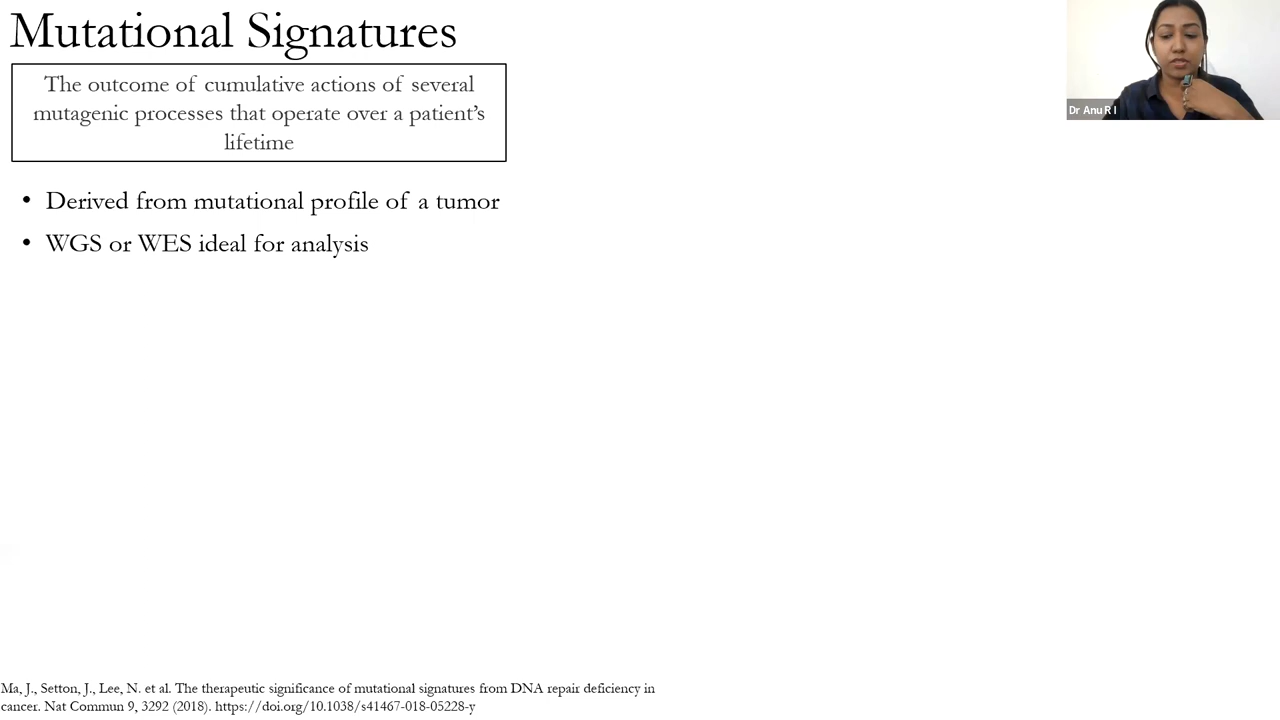 Mutational Signatures
The outcome of cumulative actions of several
mutagenic processes that operate over a patient's
lifetime
• Derived from mutational profile of a tumor
• WGS or WES ideal for analysis
Dr Anu R I
Ma, J., Setton, J., Lee, N. et al. The therapeutic significance of mutational signatures from DNA repair deficiency in
cancer. Nat Commun 9, 3292 (2018). https://doi.org/10.1038/s41467-018-05228-y